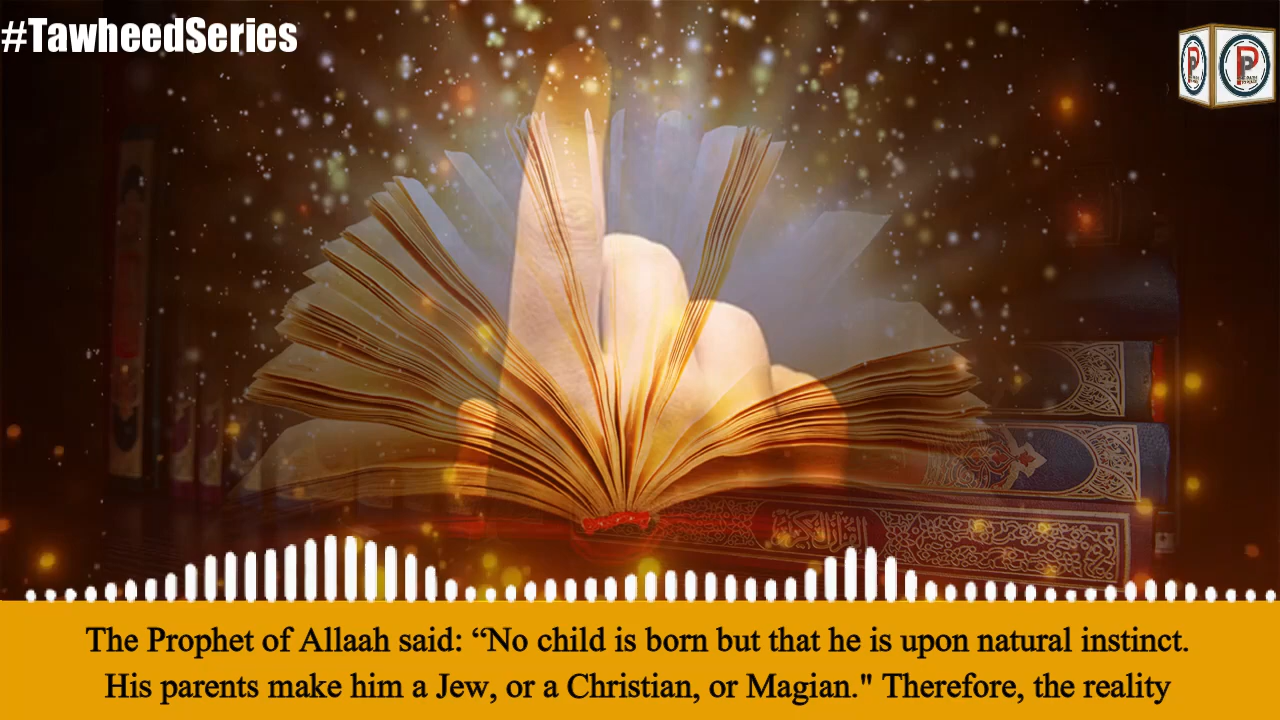 #TawheedSeries
The Prophet of Allaah said: “No child is born but that he is upon natural instinct.
His parents make him a Jew, or a Christian, or Magian." Therefore, the reality